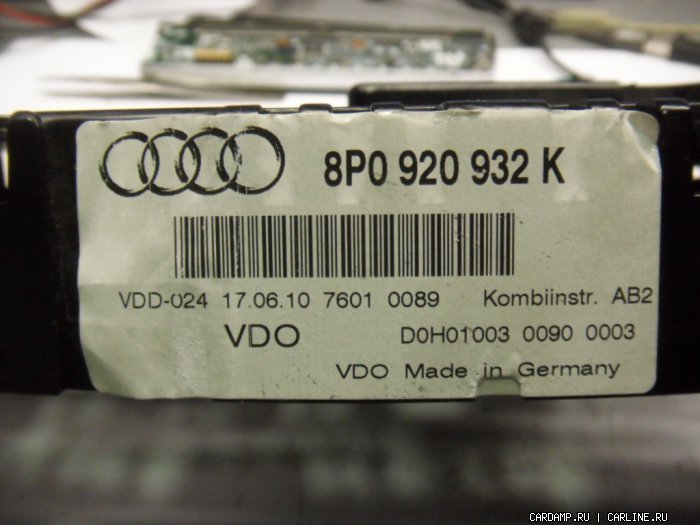 8P0 920 932 K
VDD-024 17.06.10 7601 0089 Kombiinstr. AB2
VDO D0H01003 0090 0003
VDO Made in Germany
CARDAMP.RU | CARLINE.RU